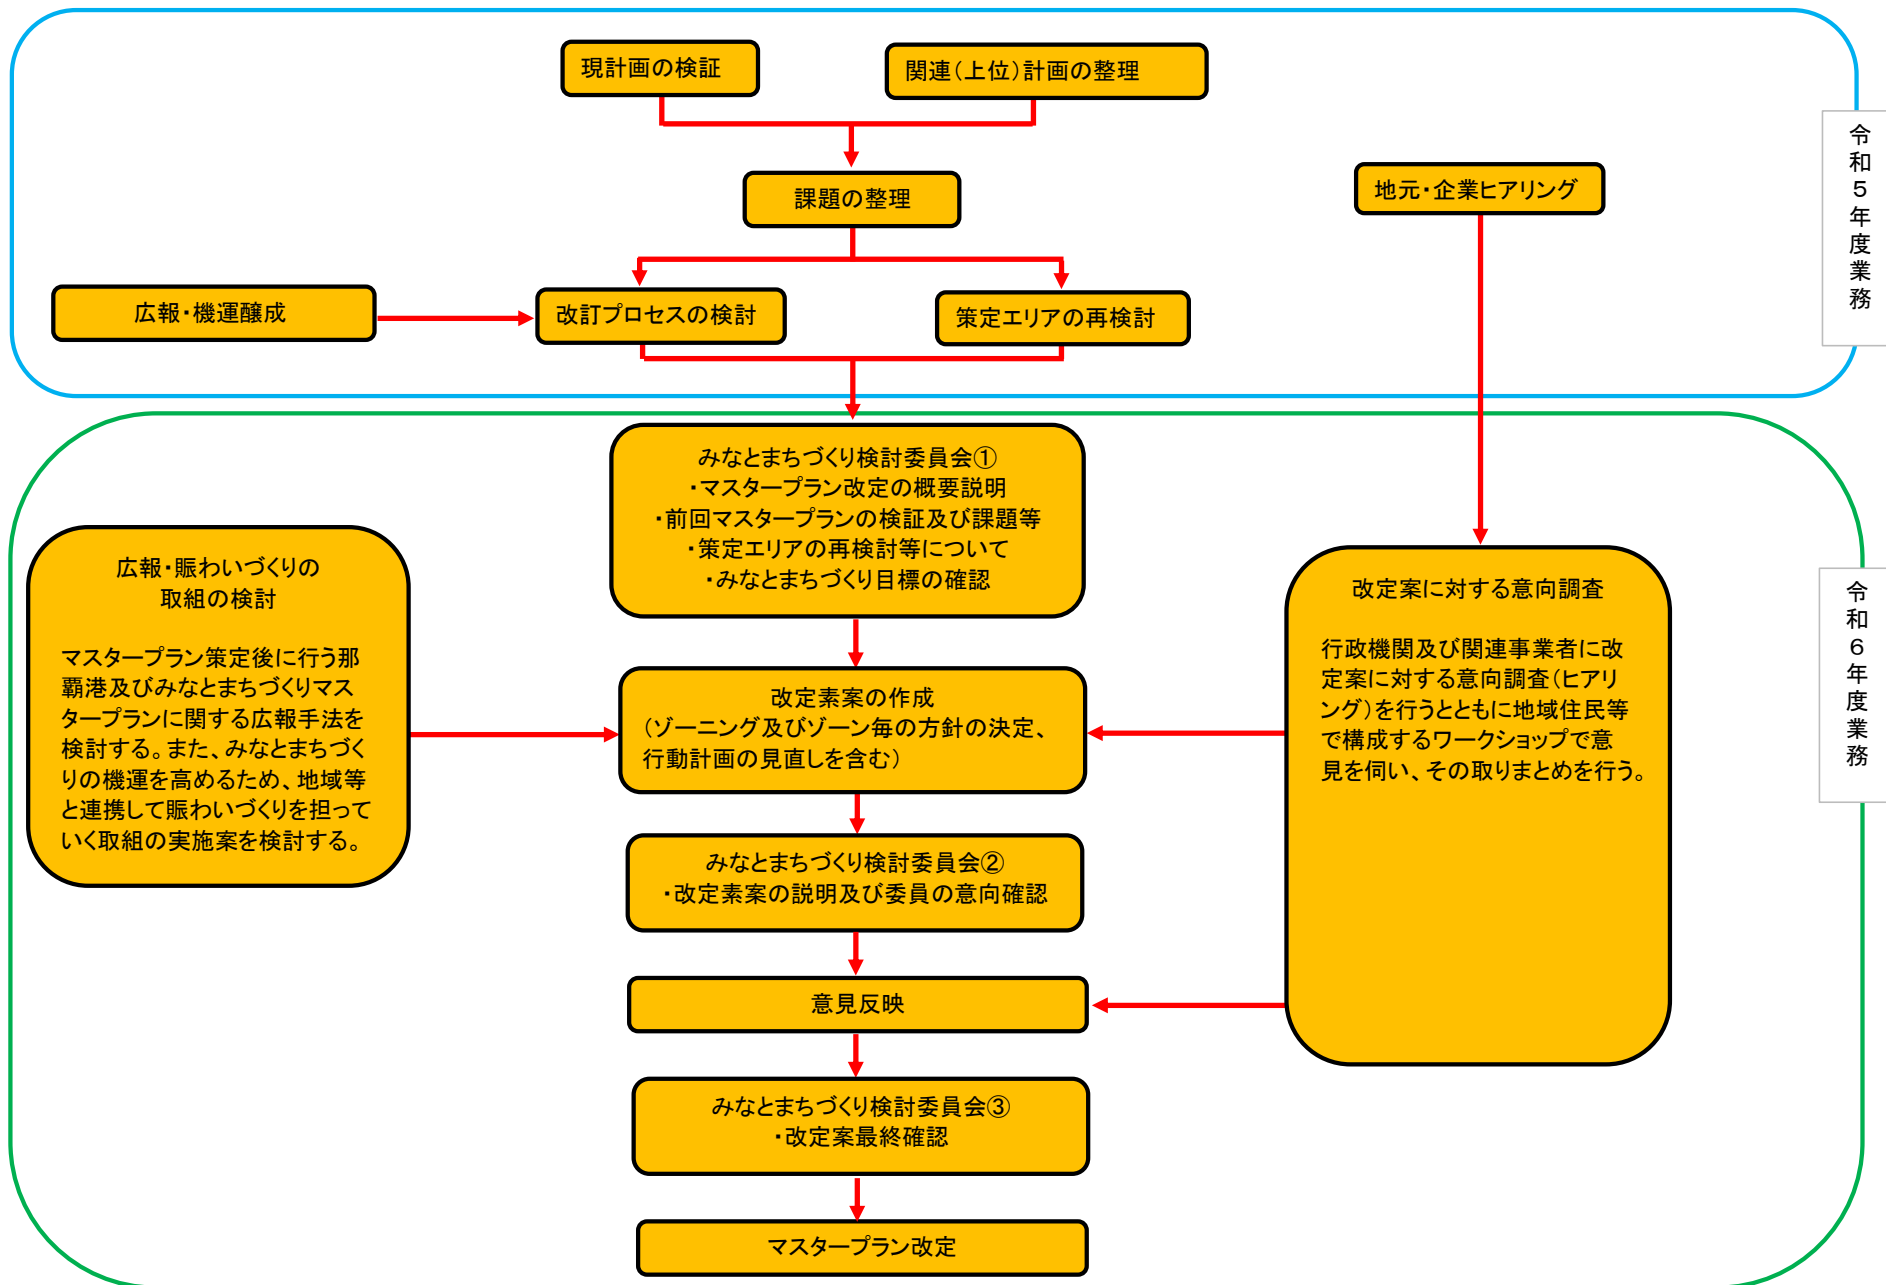 現計画の検証
関連（上位）計画の整理
課題の整理
地元・企業ヒアリング
広報・機運醸成
改訂プロセスの検討
策定エリアの再検討
令和５年度業務
みなとまちづくり検討委員会①
・マスタープラン改定の概要説明
・前回マスタープランの検証及び課題等
・策定エリアの再検討等について
・みなとまちづくり目標の確認
広報・賑わいづくりの
取組の検討
マスタープラン策定後に行う那
覇港及びみなとまちづくりマス
タープランに関する広報手法を
検討する。また、みなとまちづく
りの機運を高めるため、地域等
と連携して賑わいづくりを担って
いく取組の実施案を検討する。
改定素案の作成
（ゾーニング及びゾーン毎の方針の決定、
行動計画の見直しを含む）
改定案に対する意向調査
行政機関及び関連事業者に改
定案に対する意向調査（ヒアリ
ング）を行うとともに地域住民等
で構成するワークショップで意
見を伺い、その取りまとめを行う。
令和６年度業務
みなとまちづくり検討委員会②
・改定素案の説明及び委員の意向確認
意見反映
みなとまちづくり検討委員会③
・改定案最終確認
マスタープラン改定